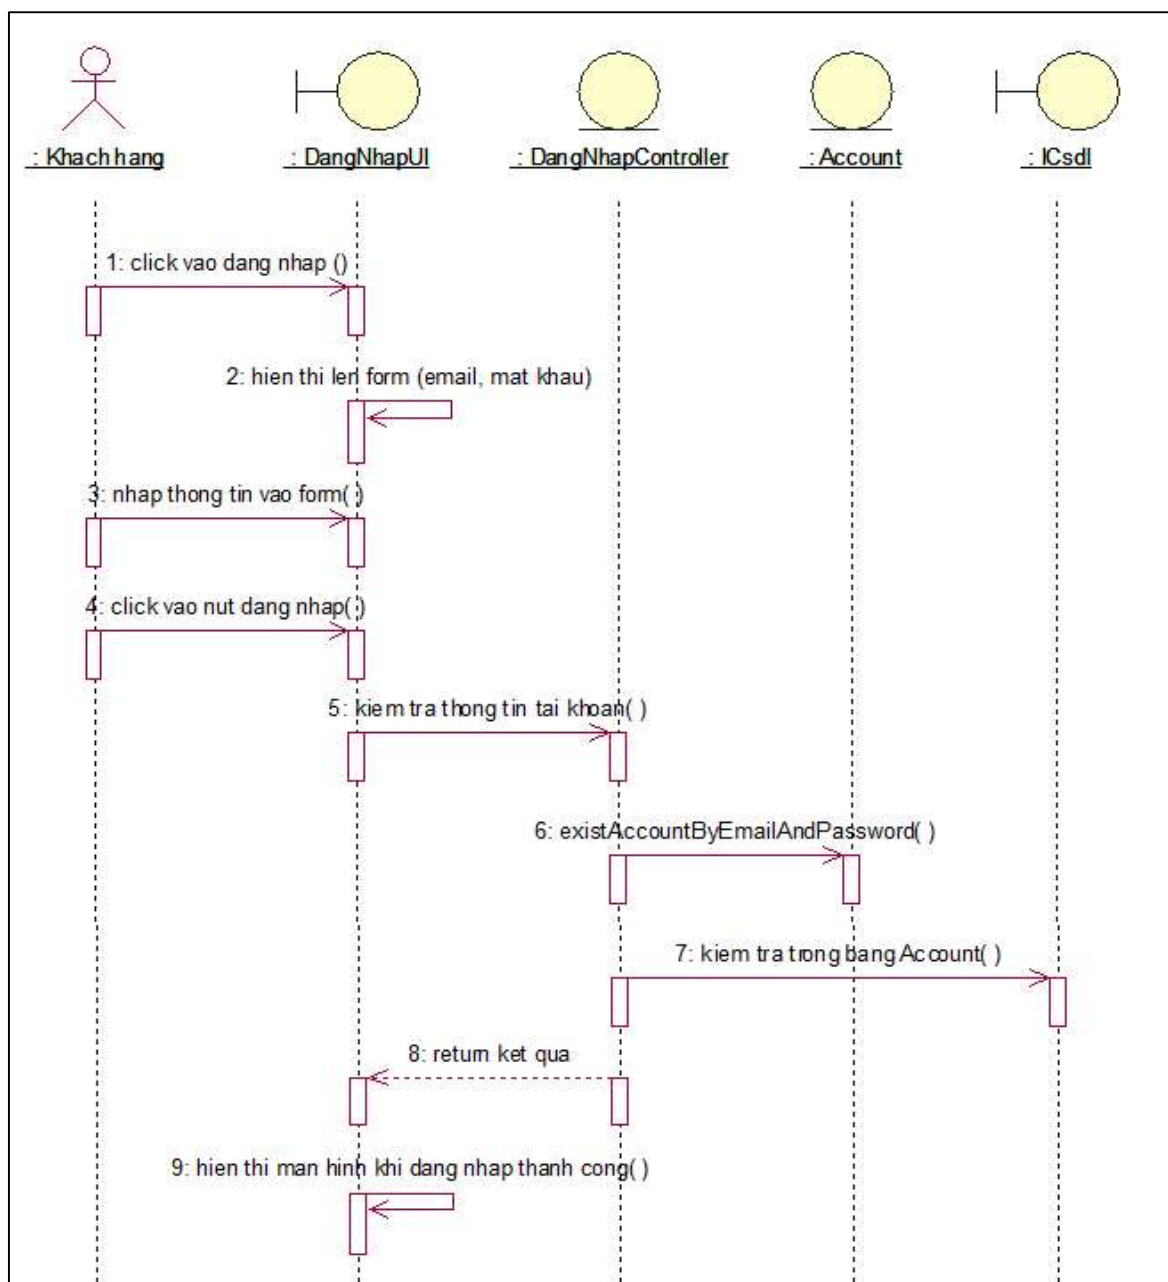 : Khach hang
: DangNhapUI
: DangNhapController
: Account
: ICsdl
1: click vao dang nhap ()
2: hien thi len form (email, mat khau)
3: nhap thong tin vao form( )
4: click vao nut dang nhap( )
5: kiem tra thong tin tai khoan( )
6: existAccountByEmailAndPassword( )
7: kiem tra trong bang Account( )
8: return ket qua
9: hien thi man hinh khi dang nhap thanh cong( )